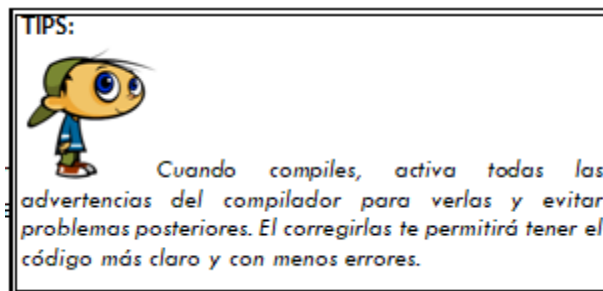 TIPS:
Cuando compiles, activa todas las
advertencias del compilador para verlas y evitar
problemas posteriores. El corregirlas te permitirá tener el
código más claro y con menos errores.